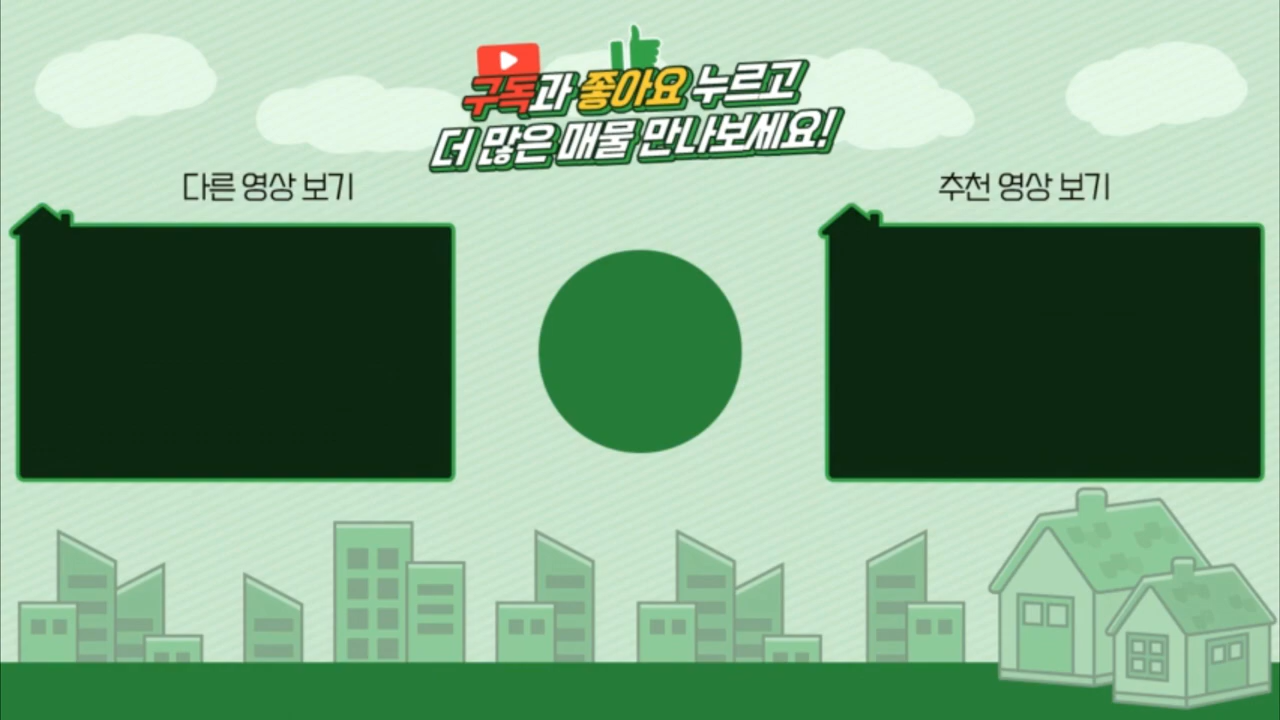 구독과 좋아요 누르고
더 많은 매물 만나보세요!
다른 영상 보기
추천 영상 보기